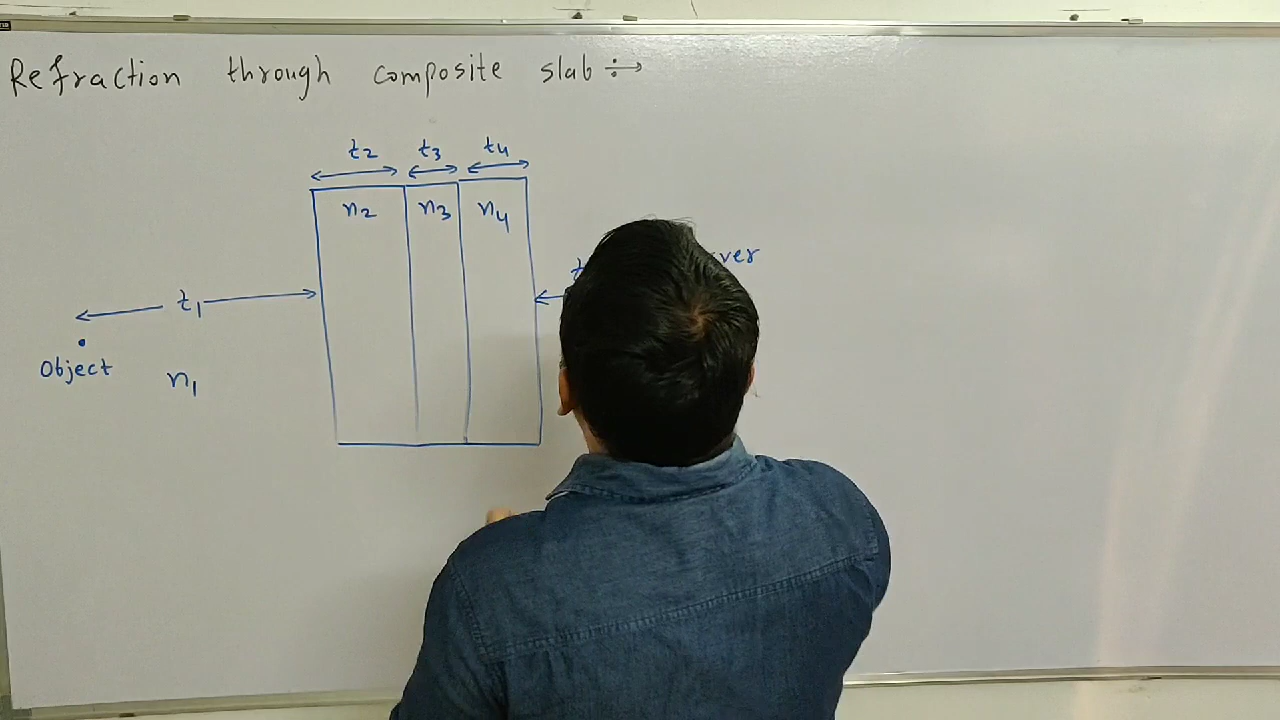 Refraction through composite slab ÷→
t₂ t₃ t₄
n₂ n₃ n₄
t₁
Object
n₁